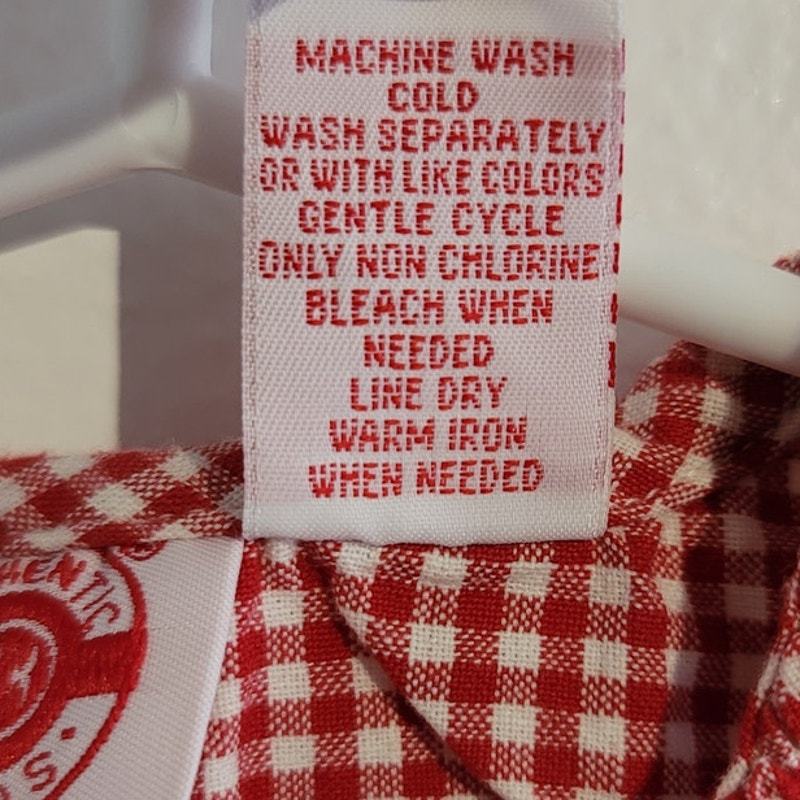 MACHINE WASH
COLD
WASH SEPARATELY
OR WITH LIKE COLORS
GENTLE CYCLE
ONLY NON CHLORINE
BLEACH WHEN
NEEDED
LINE DRY
WARM IRON
WHEN NEEDED